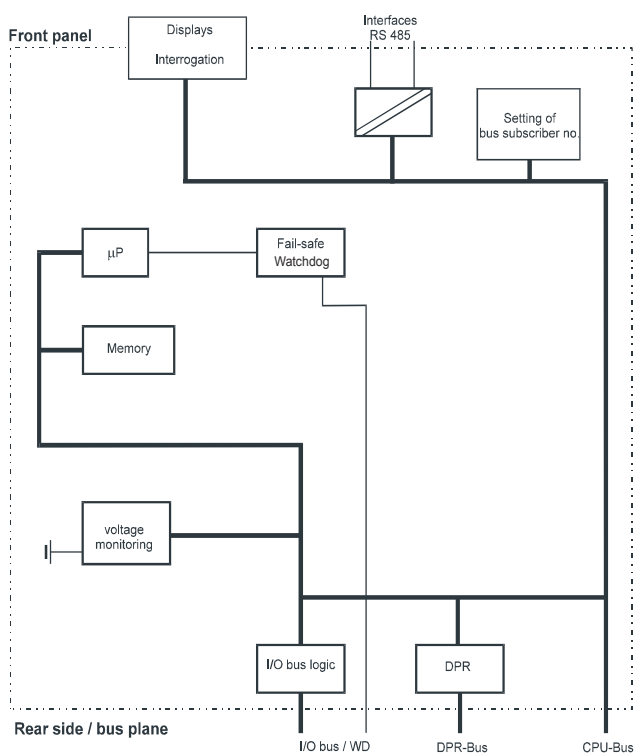 Displays
Interrogation
Interfaces
RS 485
Front panel
Setting of
bus subscriber no.
µP
Fail-safe
Watchdog
Memory
voltage
monitoring
I/O bus logic
DPR
Rear side / bus plane
I/O bus / WD
DPR-Bus
CPU-Bus